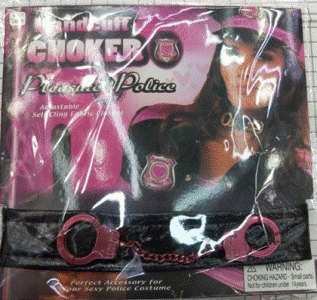 Handcuff
CHOKER
Pleasure Police
Adjustable
Self Cling Fabric Closure
WARNING:
CHOKING HAZARD - Small parts.
Not for children under 14 years.
Perfect Accessory for
Your Sexy Police Costume